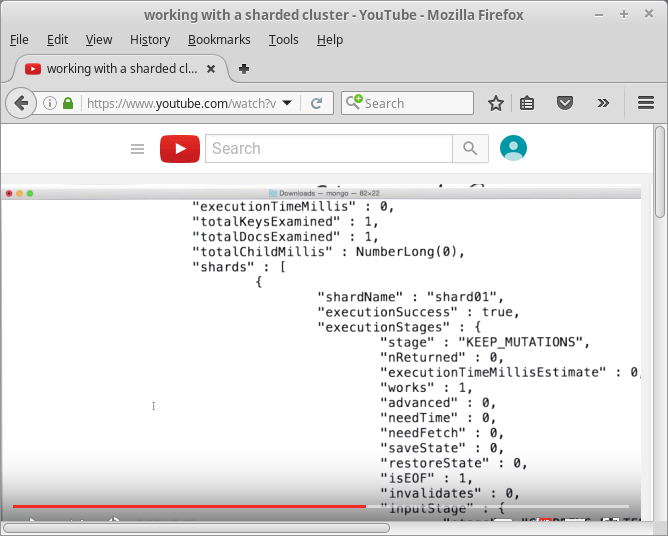 working with a sharded cluster - YouTube - Mozilla Firefox
File Edit View History Bookmarks Tools Help
working with a sharded cl...
https://www.youtube.com/watch?v
Search
Search
Downloads — mongo — 82×22
"executionTimeMillis" : 0,
"totalKeysExamined" : 1,
"totalDocsExamined" : 1,
"totalChildMillis" : NumberLong(0),
"shards" : [
{
"shardName" : "shard01",
"executionSuccess" : true,
"executionStages" : {
"stage" : "KEEP_MUTATIONS",
"nReturned" : 0,
"executionTimeMillisEstimate" : 0,
"works" : 1,
"advanced" : 0,
"needTime" : 0,
"needFetch" : 0,
"saveState" : 0,
"restoreState" : 0,
"isEOF" : 1,
"invalidates" : 0,
"inputStage" : {